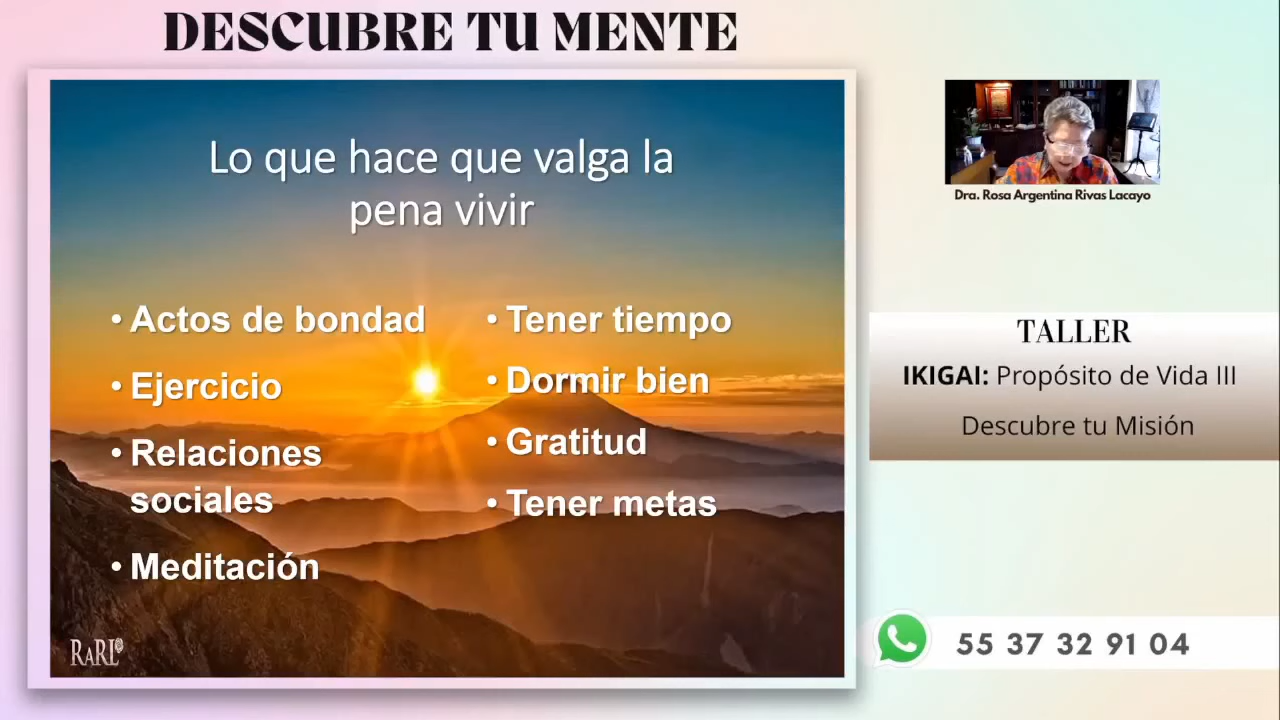 DESCUBRE TU MENTE
Lo que hace que valga la
pena vivir
• Actos de bondad
• Ejercicio
• Relaciones
sociales
• Meditación
• Tener tiempo
• Dormir bien
• Gratitud
• Tener metas
RARL
Dra. Rosa Argentina Rivas Lacayo
TALLER
IKIGAI: Propósito de Vida III
Descubre tu Misión
55 37 32 91 04